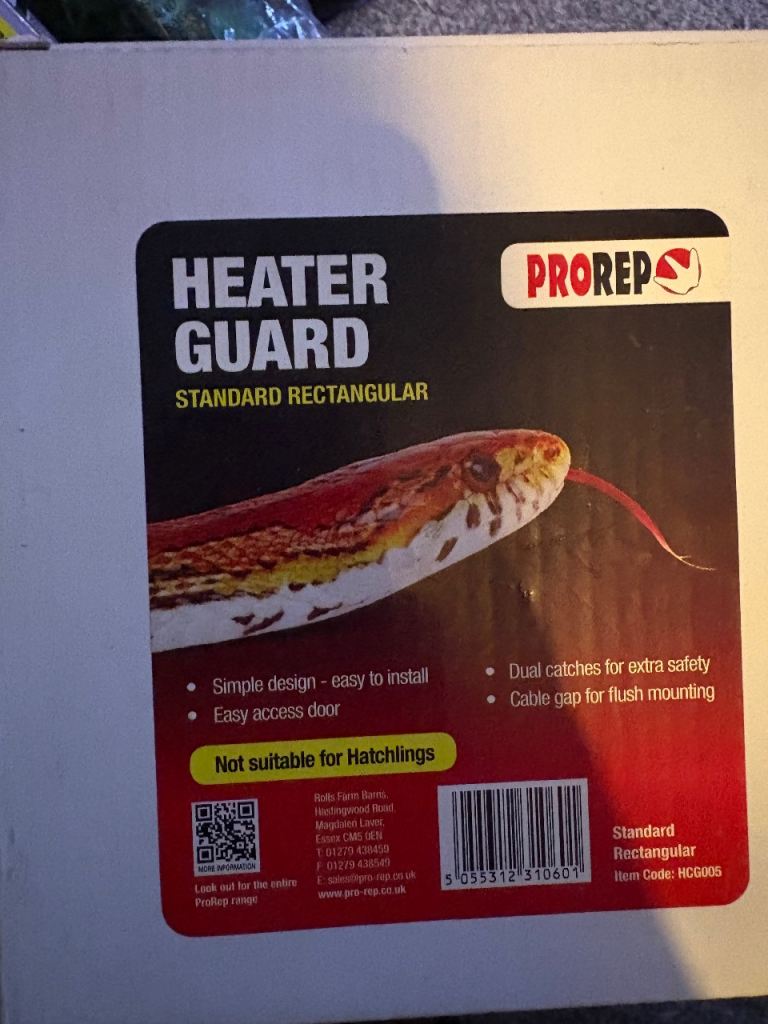 HEATER
GUARD
STANDARD RECTANGULAR
PROREP
• Simple design - easy to install
• Easy access door
• Dual catches for extra safety
• Cable gap for flush mounting
Not suitable for Hatchlings
MORE INFORMATION
Look out for the entire
ProRep range
Rolls Farm Barns,
Hastingwood Road,
Magdalen Laver,
Essex CM5 0EN
T: 01279 438459
F: 01279 438549
E: sales@pro-rep.co.uk
www.pro-rep.co.uk
5 055312 310601
Standard
Rectangular
Item Code: HCG005